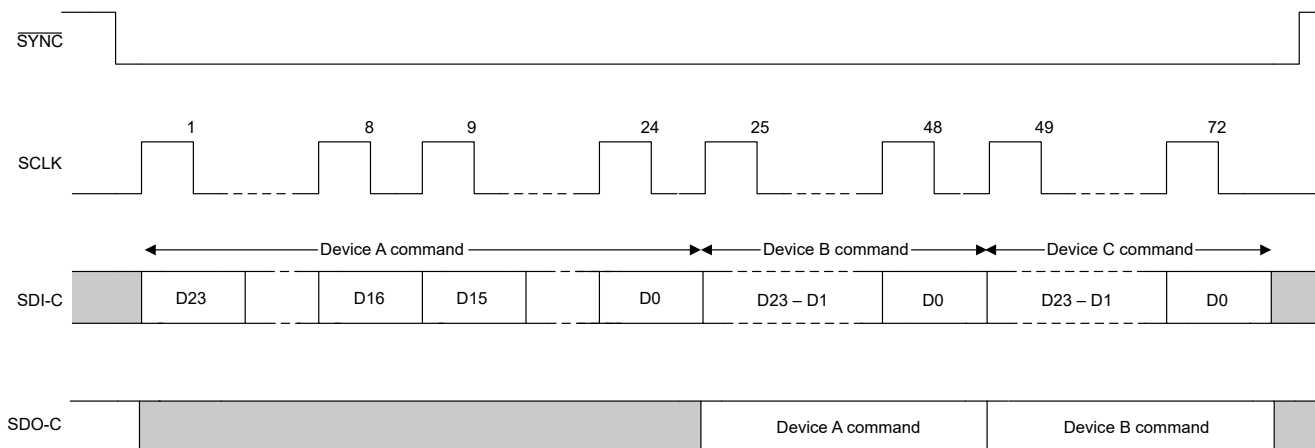 SYNC
1 8 9 24 25 48 49 72
SCLK
Device A command Device B command Device C command
SDI-C D23 D16 D15 D0 D23 – D1 D0 D23 – D1 D0
SDO-C Device A command Device B command